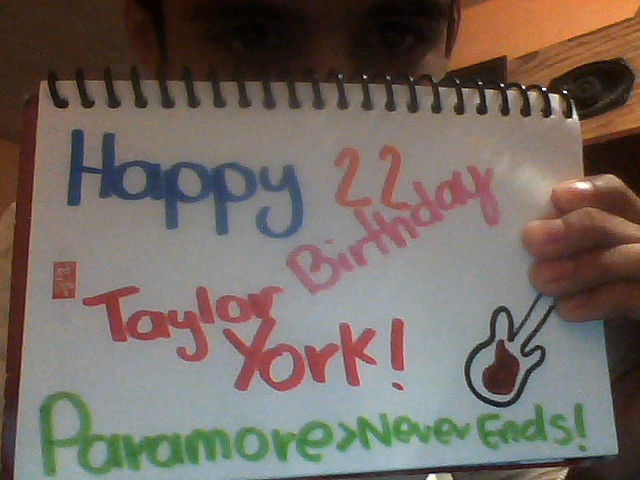 Happy 22
Birthday
Taylor
York!
Paramore>Never Ends!